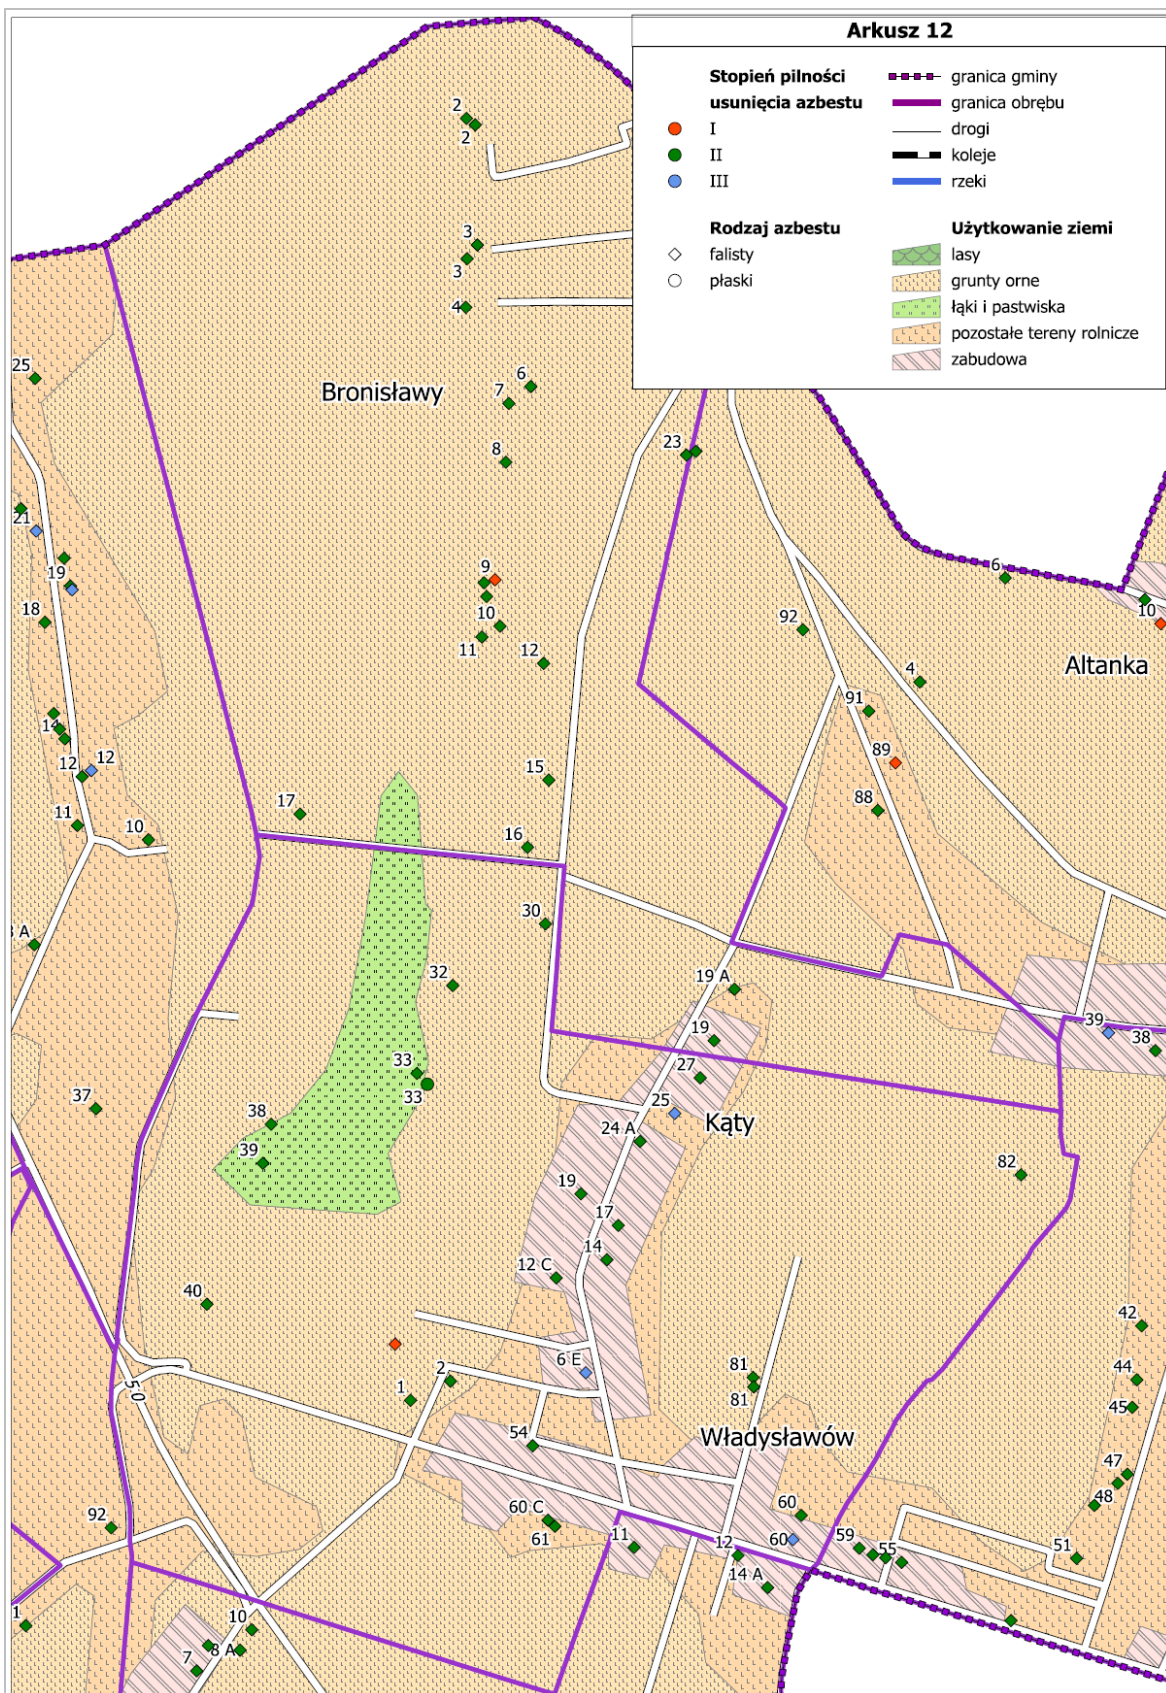 Arkusz 12
Stopień pilności
usunięcia azbestu
I
II
III
Rodzaj azbestu
falisty
płaski
granica gminy
granica obrębu
drogi
koleje
rzeki
Użytkowanie ziemi
lasy
grunty orne
łąki i pastwiska
pozostałe tereny rolnicze
zabudowa
2
2
3
3
4
25
Bronisławy
6
7
8
23
21
19
18
9
10
11
12
6
10
92
Altanka
4
91
89
88
14
12
12
11
10
15
17
16
30
32
19 A
19
39
38
27
33
33
25
Kąty
24 A
37
38
39
82
19
17
14
12 C
40
42
6 E
81
81
44
45
2
1
54
Władysławów
47
48
50
92
60 C
61
60
60
59
55
51
11
12
14 A
1
10
8 A
7